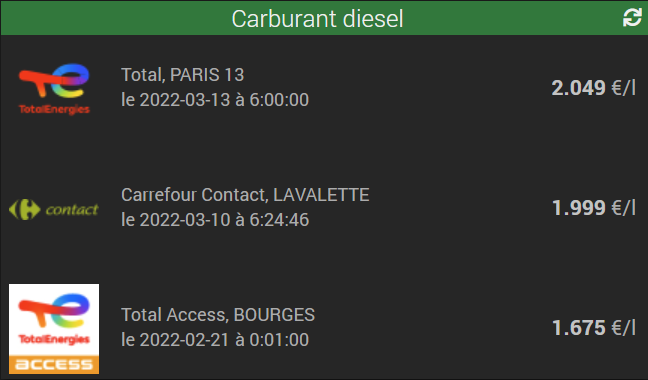 Carburant diesel
TotalEnergies
Total, PARIS 13
le 2022-03-13 à 6:00:00
2.049 €/l
contact
Carrefour Contact, LAVALETTE
le 2022-03-10 à 6:24:46
1.999 €/l
TotalEnergies
access
Total Access, BOURGES
le 2022-02-21 à 0:01:00
1.675 €/l